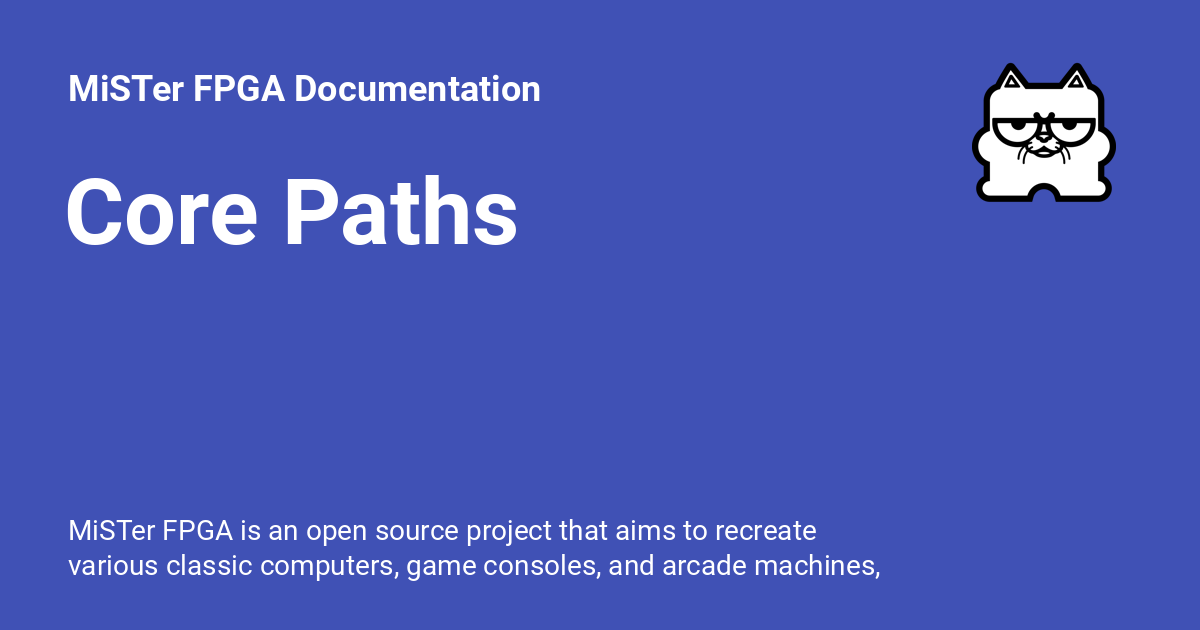 MiSTer FPGA Documentation
Core Paths
MiSTer FPGA is an open source project that aims to recreate
various classic computers, game consoles, and arcade machines,